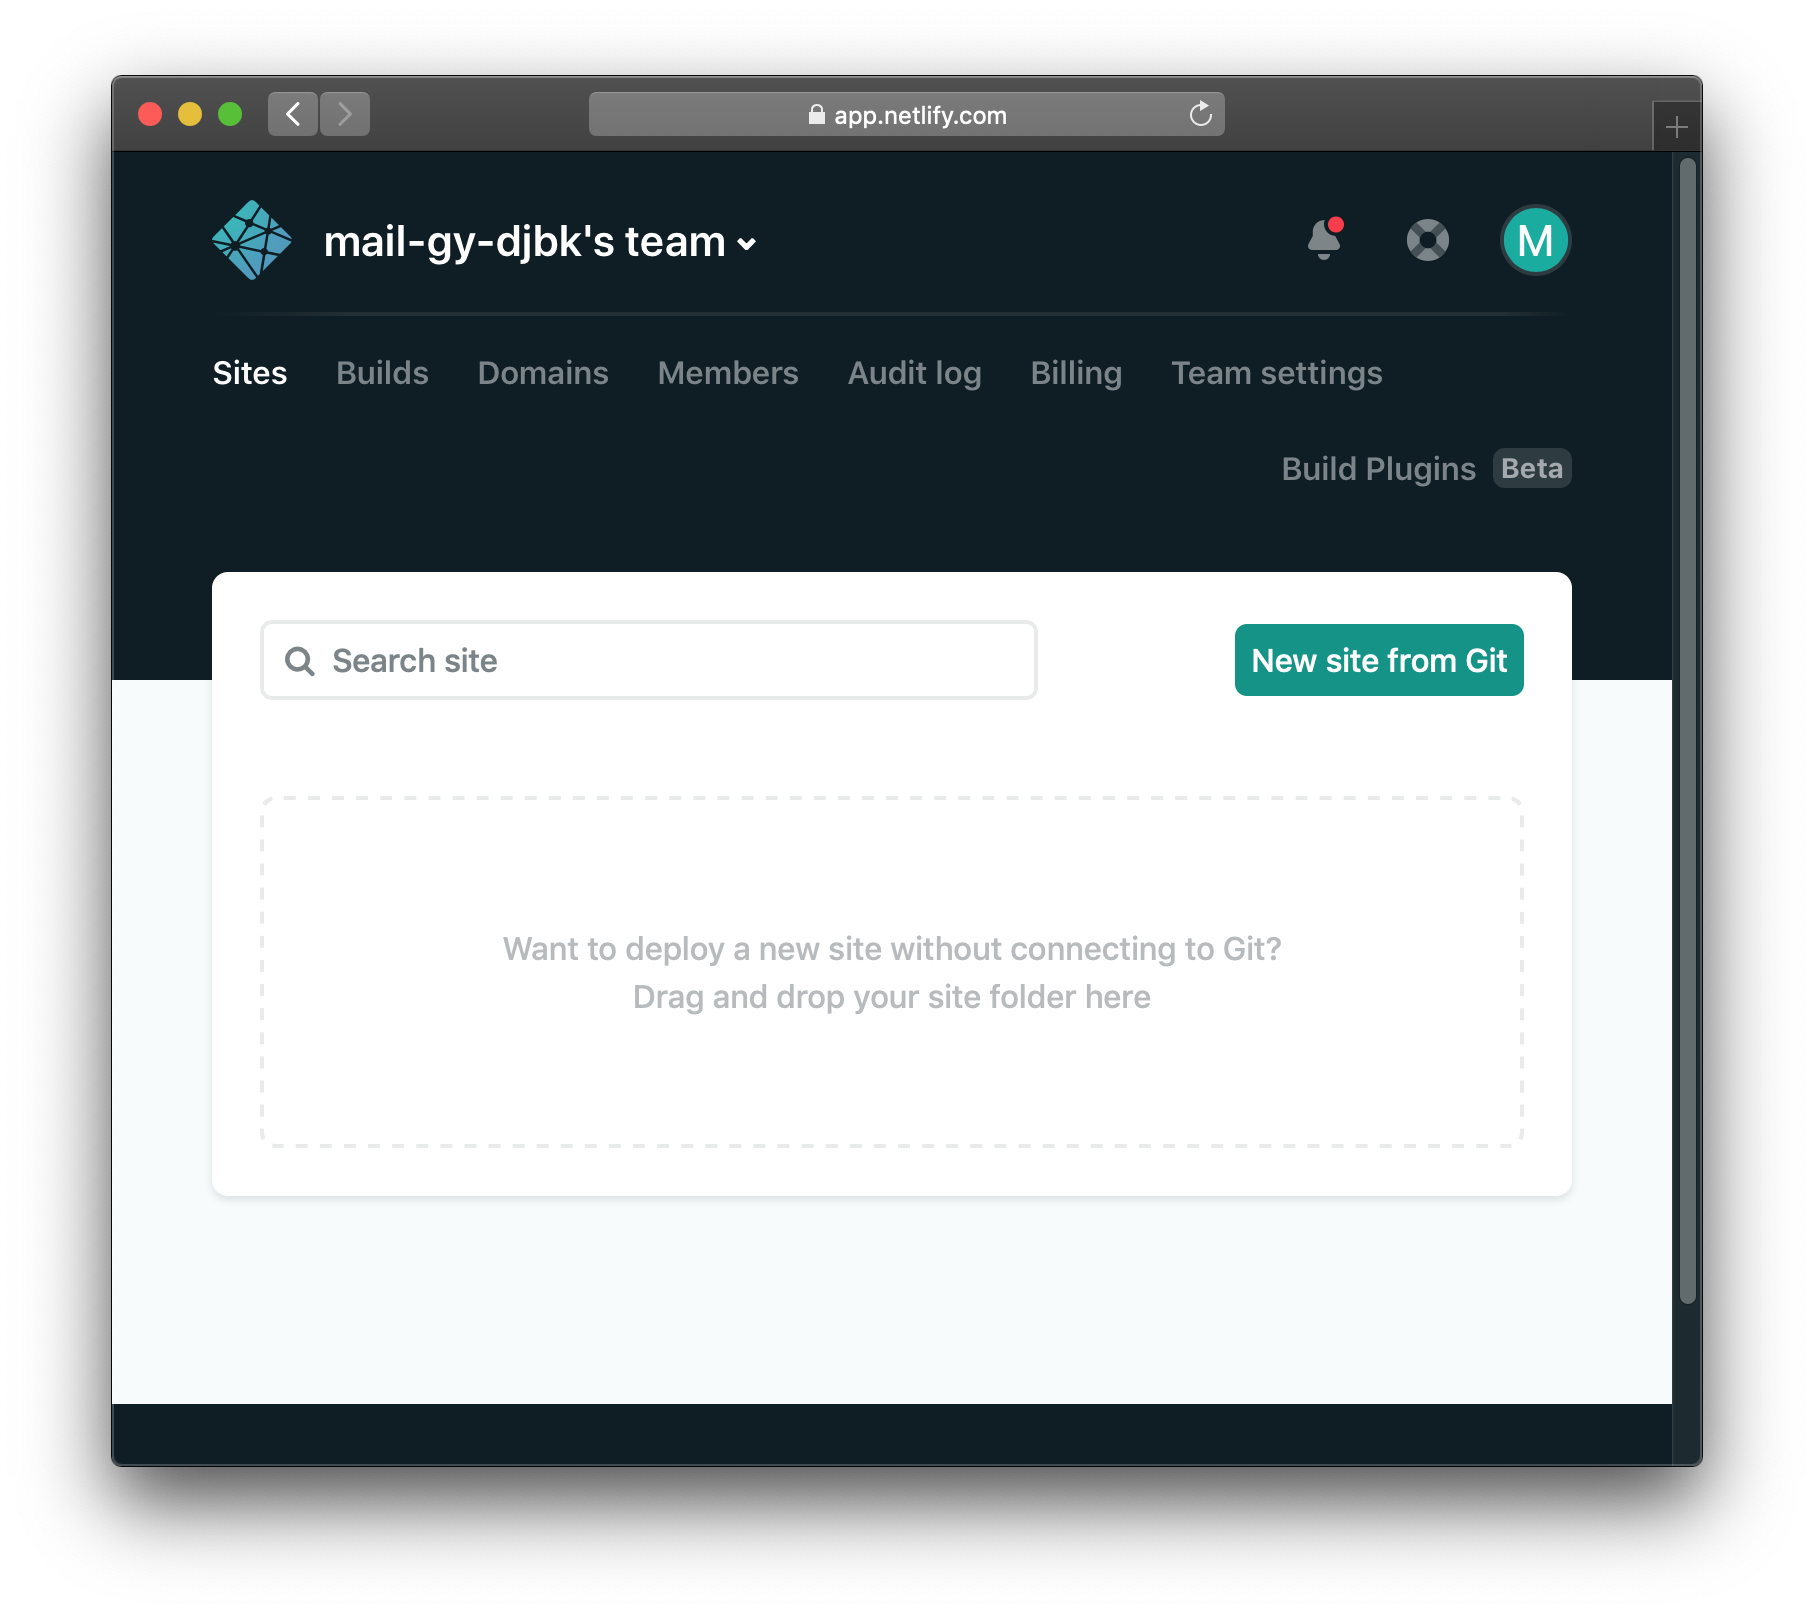 app.netlify.com
mail-gy-djbk's team
M
Sites Builds Domains Members Audit log Billing Team settings
Build Plugins Beta
Search site
New site from Git
Want to deploy a new site without connecting to Git?
Drag and drop your site folder here